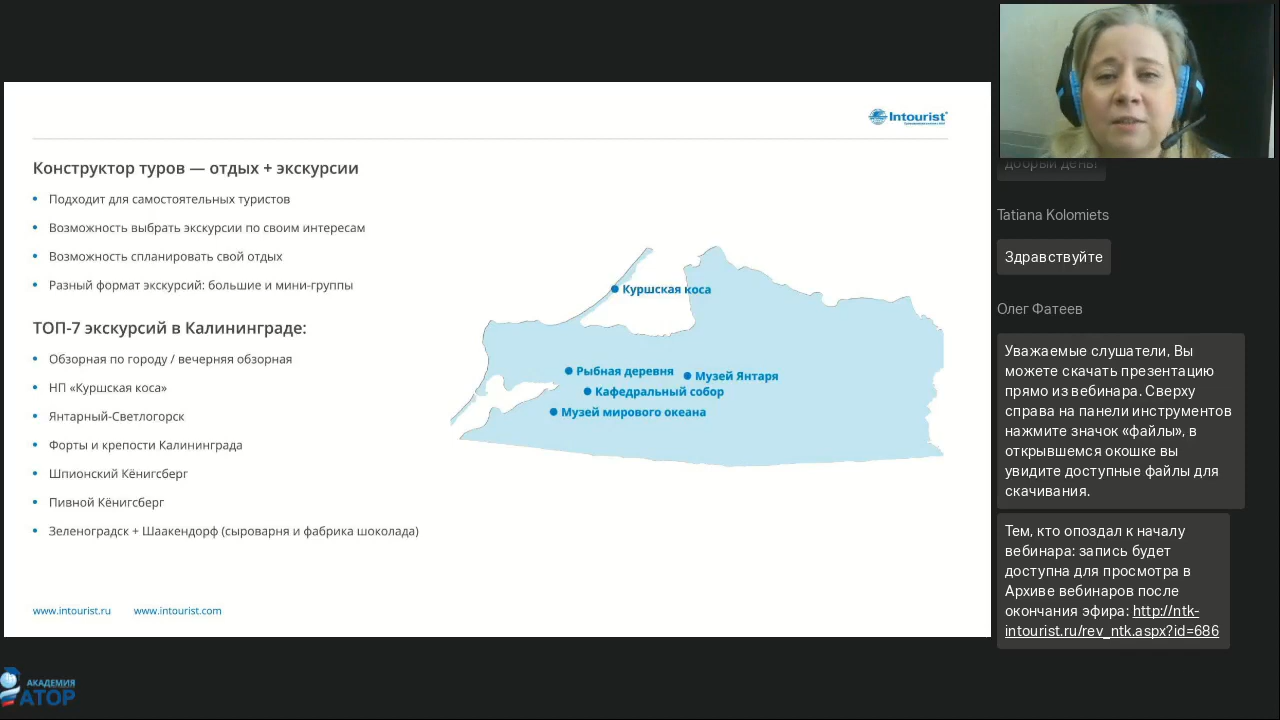 Intourist
Конструктор туров — отдых + экскурсии
Подходит для самостоятельных туристов
Возможность выбрать экскурсии по своим интересам
Возможность спланировать свой отдых
Разный формат экскурсий: большие и мини-группы
ТОП-7 экскурсий в Калининграде:
Обзорная по городу / вечерняя обзорная
НП «Куршская коса»
Янтарный-Светлогорск
Форты и крепости Калининграда
Шпионский Кёнигсберг
Пивной Кёнигсберг
Зеленоградск + Шаакендорф (сыроварня и фабрика шоколада)
Куршская коса
Рыбная деревня
Музей Янтаря
Кафедральный собор
Музей мирового океана
www.intourist.ru www.intourist.com
АКАДЕМИЯ
АТОР
добрый день!
Tatiana Kolomiets
Здравствуйте
Олег Фатеев
Уважаемые слушатели, Вы
можете скачать презентацию
прямо из вебинара. Сверху
справа на панели инструментов
нажмите значок «файлы», в
открывшемся окошке вы
увидите доступные файлы для
скачивания.
Тем, кто опоздал к началу
вебинара: запись будет
доступна для просмотра в
Архиве вебинаров после
окончания эфира: http://ntk-
intourist.ru/rev_ntk.aspx?id=686